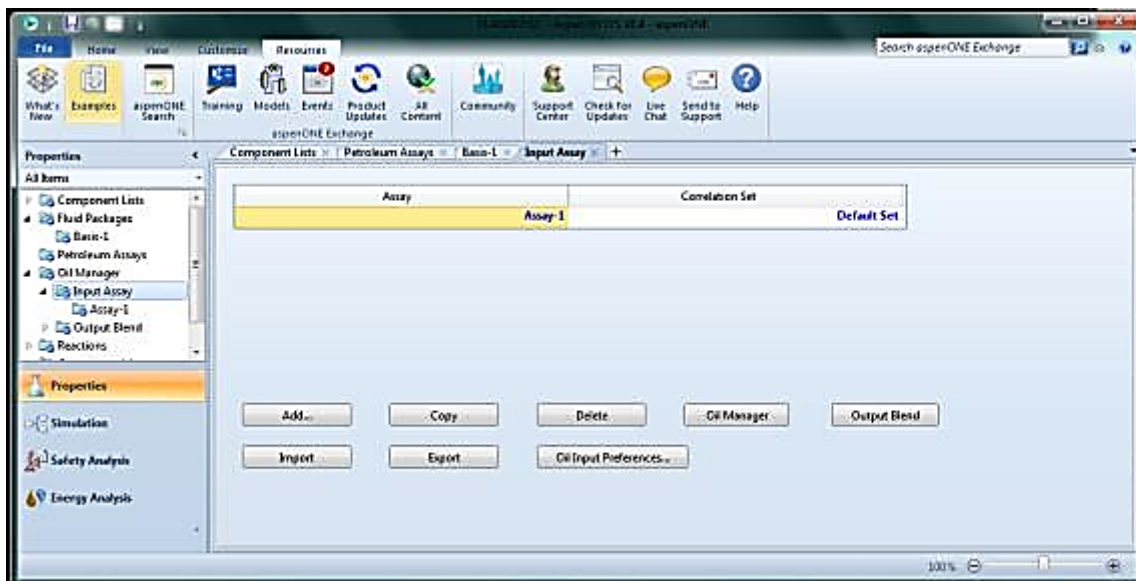 File Home View Customize Resources Search aspenONE Exchange
What's New Examples aspenONE Search Training Models Events Product Updates All Content Community Support Center Check For Updates Live Chat Send to Support Help
aspenONE Exchange
Properties
Component Lists Petroleum Assays Basis-1 Input Assay +
All Items
Component Lists
Fluid Packages
Basis-1
Petroleum Assays
Oil Manager
Input Assay
Assay-1
Output Blend
Reactions
Assay Correlation Set
Assay-1 Default Set
Properties
Simulation
Safety Analysis
Energy Analysis
Add... Copy Delete Oil Manager Output Blend
Import Export Oil Input Preferences...
100%